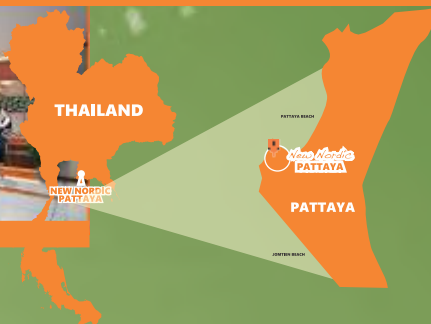 THAILAND
NEW NORDIC
PATTAYA
PATTAYA BEACH
New Nordic
PATTAYA
PATTAYA
JOMTIEN BEACH